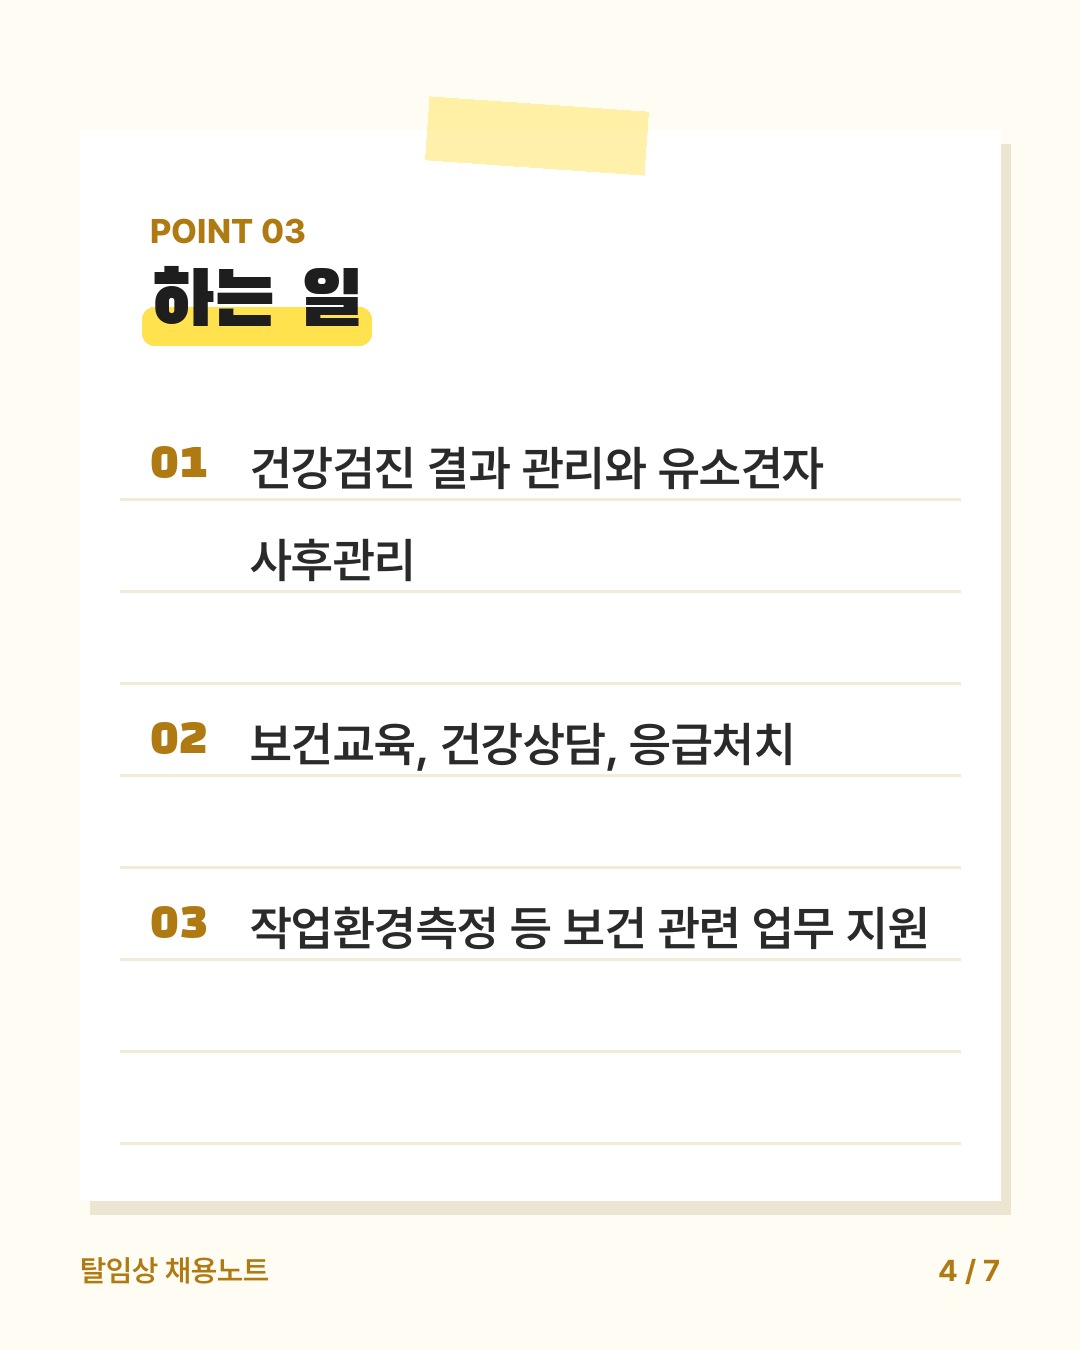 POINT 03
하는 일
01 건강검진 결과 관리와 유소견자
사후관리
02 보건교육, 건강상담, 응급처치
03 작업환경측정 등 보건 관련 업무 지원
탈임상 채용노트
4 / 7